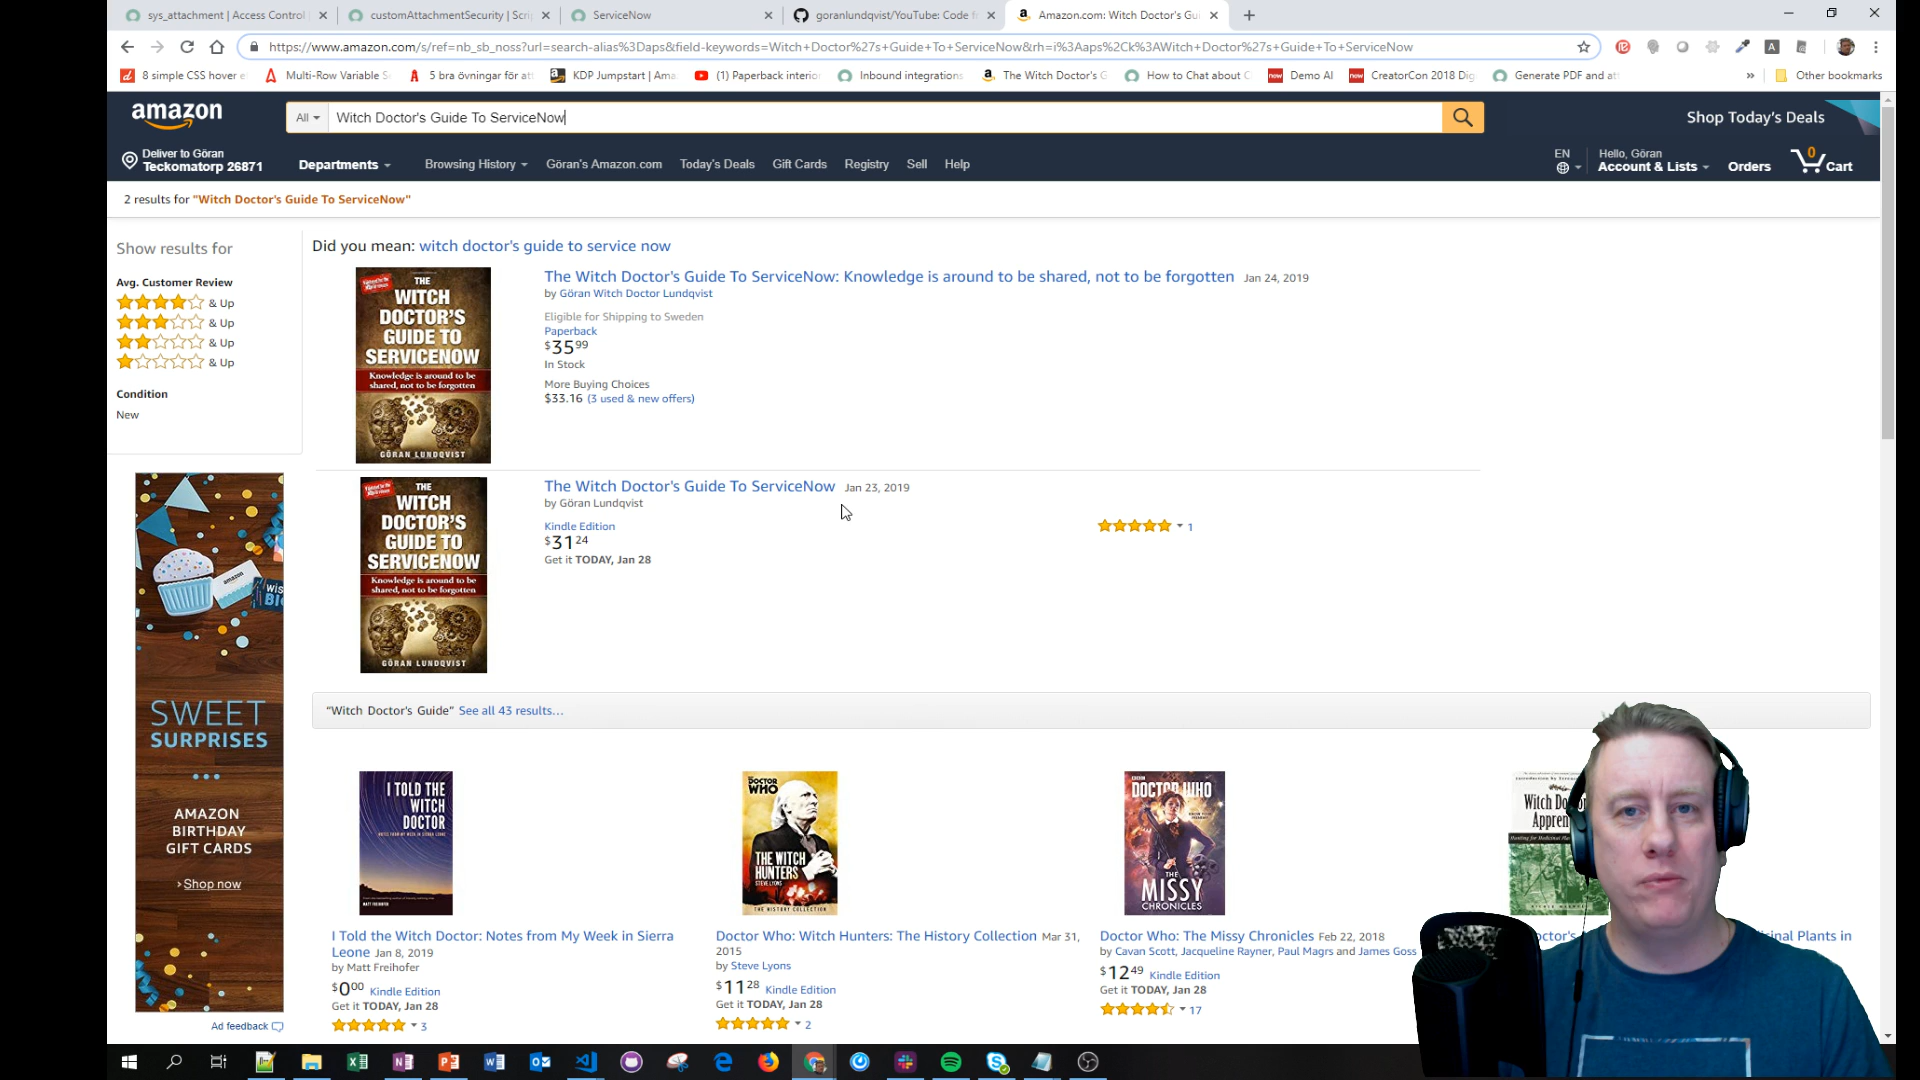 sys_attachment | Access Control
customAttachmentSecurity | Scri
ServiceNow
goranlundqvist/YouTube: Code f
Amazon.com: Witch Doctor's Gui
https://www.amazon.com/s/ref=nb_sb_noss?url=search-alias%3Daps&field-keywords=Witch+Doctor%27s+Guide+To+ServiceNow&rh=i%3Aaps%2Ck%3AWitch+Doctor%27s+Guide+To+ServiceNow
8 simple CSS hover e
Multi-Row Variable S
5 bra övningar för at
KDP Jumpstart | Ama
(1) Paperback interio
Inbound integrations
The Witch Doctor's G
How to Chat about C
Demo AI
CreatorCon 2018 Dig
Generate PDF and at
Other bookmarks
amazon
All
Witch Doctor's Guide To ServiceNow
Shop Today's Deals
Deliver to Göran
Teckomatorp 26871
Departments
Browsing History
Göran's Amazon.com
Today's Deals
Gift Cards
Registry
Sell
Help
EN
Hello, Göran
Account & Lists
Orders
0
Cart
2 results for "Witch Doctor's Guide To ServiceNow"
Show results for
Avg. Customer Review
& Up
& Up
& Up
& Up
Condition
New
Did you mean: witch doctor's guide to service now
THE
WITCH
DOCTOR'S
GUIDE TO
SERVICENOW
Knowledge is around to be
shared, not to be forgotten
GÖRAN LUNDQVIST
The Witch Doctor's Guide To ServiceNow: Knowledge is around to be shared, not to be forgotten Jan 24, 2019
by Göran Witch Doctor Lundqvist
Eligible for Shipping to Sweden
Paperback
$35 99
In Stock
More Buying Choices
$33.16 (3 used & new offers)
THE
WITCH
DOCTOR'S
GUIDE TO
SERVICENOW
Knowledge is around to be
shared, not to be forgotten
GÖRAN LUNDQVIST
The Witch Doctor's Guide To ServiceNow Jan 23, 2019
by Göran Lundqvist
Kindle Edition
$31 24
Get it TODAY, Jan 28
1
"Witch Doctor's Guide" See all 43 results...
amazon
SWEET
SURPRISES
AMAZON
BIRTHDAY
GIFT CARDS
Shop now
Ad feedback
I TOLD THE
WITCH
DOCTOR
I Told the Witch Doctor: Notes from My Week in Sierra
Leone Jan 8, 2019
by Matt Freihofer
$0 00 Kindle Edition
Get it TODAY, Jan 28
3
DOCTOR
WHO
THE WITCH
HUNTERS
STEVE LYONS
THE HISTORY COLLECTION
Doctor Who: Witch Hunters: The History Collection Mar 31,
2015
by Steve Lyons
$11 28 Kindle Edition
Get it TODAY, Jan 28
2
DOCTOR WHO
THE
MISSY
CHRONICLES
Doctor Who: The Missy Chronicles Feb 22, 2018
by Cavan Scott, Jacqueline Rayner, Paul Magrs and James Goss
$12 49 Kindle Edition
Get it TODAY, Jan 28
17
Witch Do
Appren
octor's
cinal Plants in